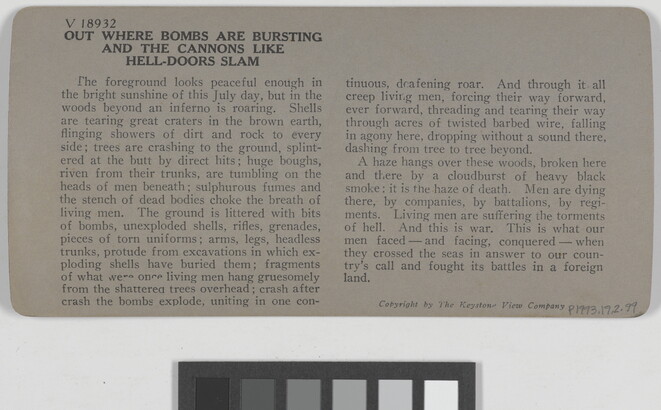 V 18932
OUT WHERE BOMBS ARE BURSTING
AND THE CANNONS LIKE
HELL-DOORS SLAM
The foreground looks peaceful enough in
the bright sunshine of this July day, but in the
woods beyond an inferno is roaring. Shells
are tearing great craters in the brown earth,
flinging showers of dirt and rock to every
side; trees are crashing to the ground, splint-
ered at the butt by direct hits; huge boughs,
riven from their trunks, are tumbling on the
heads of men beneath; sulphurous fumes and
the stench of dead bodies choke the breath of
living men. The ground is littered with bits
of bombs, unexploded shells, rifles, grenades,
pieces of torn uniforms; arms, legs, headless
trunks, protude from excavations in which ex-
ploding shells have buried them; fragments
of what were once living men hang gruesomely
from the shattered trees overhead; crash after
crash the bombs explode, uniting in one con-
tinuous, deafening roar. And through it all
creep living men, forcing their way forward,
ever forward, threading and tearing their way
through acres of twisted barbed wire, falling
in agony here, dropping without a sound there,
dashing from tree to tree beyond.
A haze hangs over these woods, broken here
and there by a cloudburst of heavy black
smoke; it is the haze of death. Men are dying
there, by companies, by battalions, by regi-
ments. Living men are suffering the torments
of hell. And this is war. This is what our
men faced — and facing, conquered — when
they crossed the seas in answer to our coun-
try's call and fought its battles in a foreign
land.
Copyright by The Keystone View Company
P1993.19.2.99